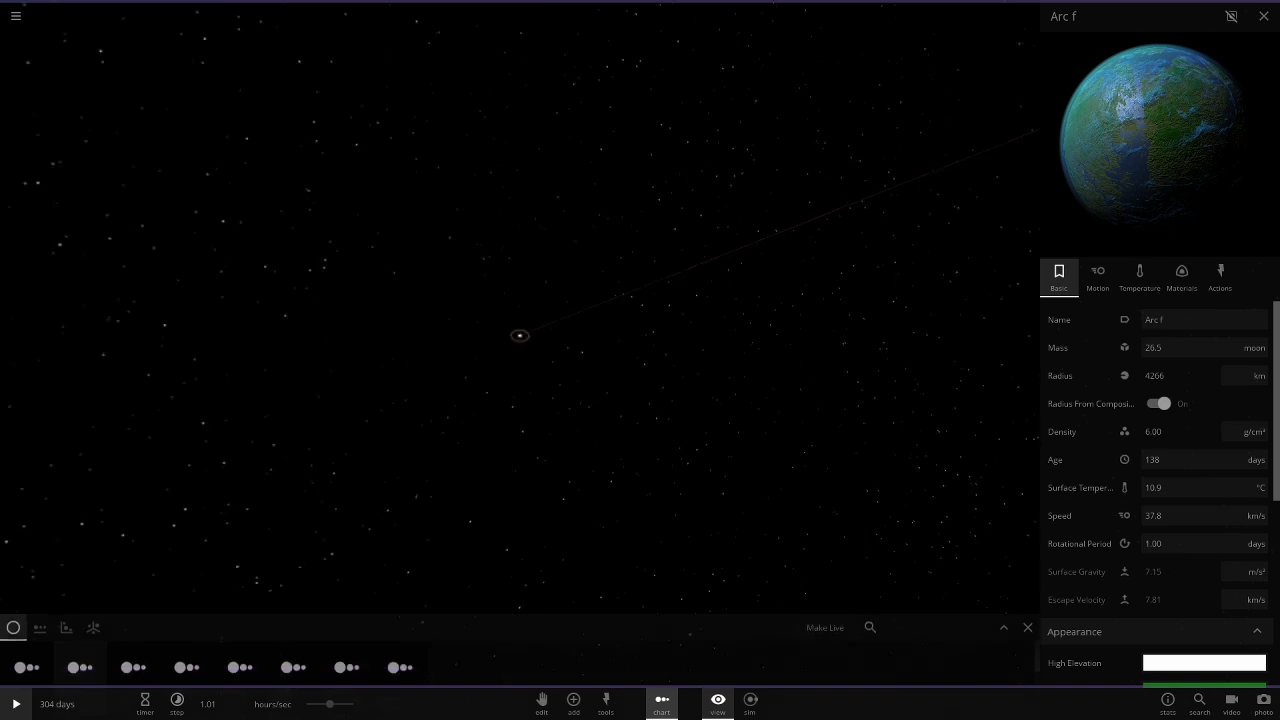 Arc f
Basic Motion Temperature Materials Actions
Name Arc f
Mass 26.5 moon
Radius 4266 km
Radius From Composi... On
Density 6.00 g/cm³
Age 138 days
Surface Temper... 10.9 °C
Speed 37.8 km/s
Rotational Period 1.00 days
Surface Gravity 7.15 m/s²
Escape Velocity 7.81 km/s
Make Live
Appearance
High Elevation
304 days timer step 1.01 hours/sec edit add tools chart view sim stats search video photo